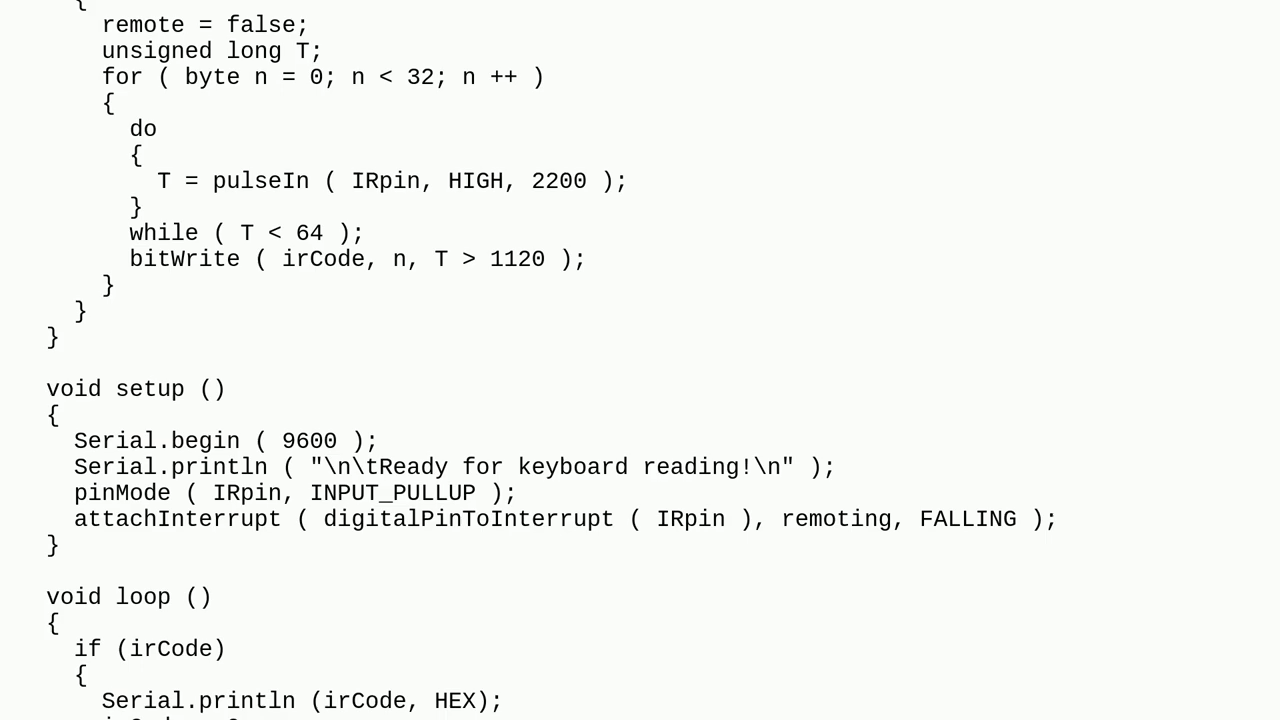 {
remote = false;
unsigned long T;
for ( byte n = 0; n < 32; n ++ )
{
do
{
T = pulseIn ( IRpin, HIGH, 2200 );
}
while ( T < 64 );
bitWrite ( irCode, n, T > 1120 );
}
}
}
void setup ()
{
Serial.begin ( 9600 );
Serial.println ( "\n\tReady for keyboard reading!\n" );
pinMode ( IRpin, INPUT_PULLUP );
attachInterrupt ( digitalPinToInterrupt ( IRpin ), remoting, FALLING );
}
void loop ()
{
if (irCode)
{
Serial.println (irCode, HEX);